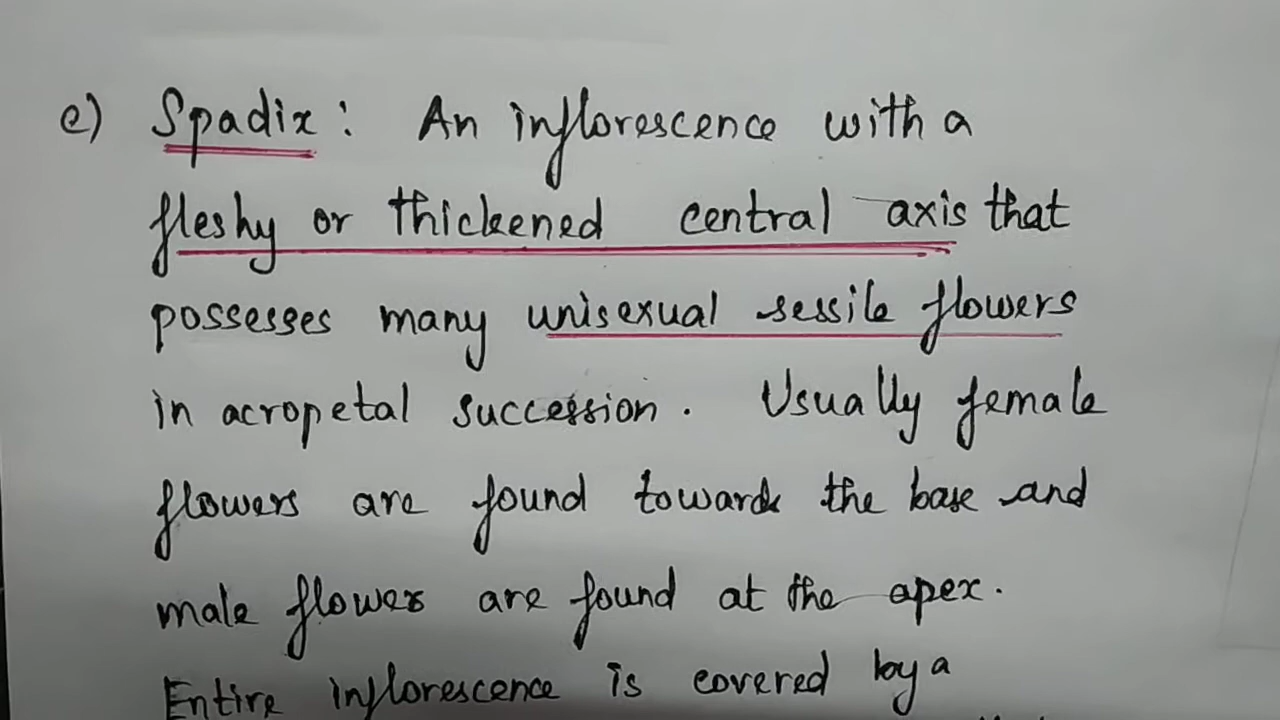 e) Spadix: An inflorescence with a
fleshy or thickened central axis that
possesses many unisexual sessile flowers
in acropetal succession. Usually female
flowers are found towards the base and
male flowers are found at the apex.
Entire inflorescence is covered by a